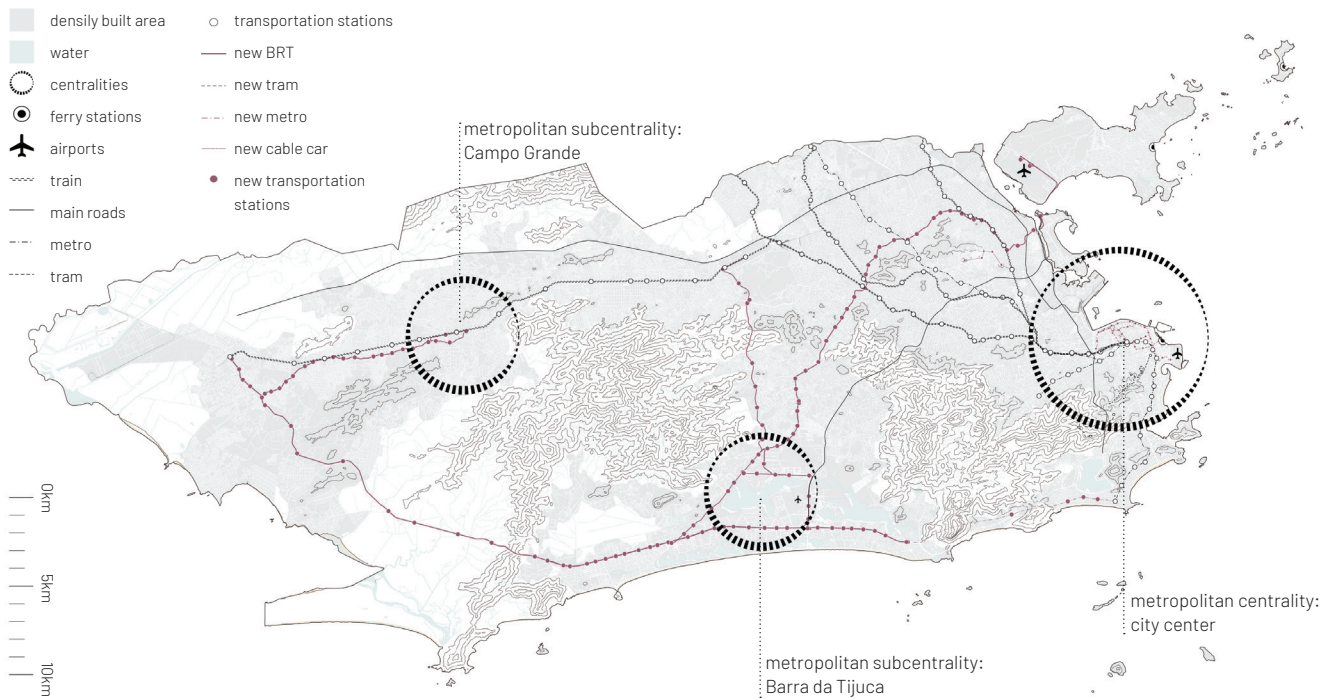 densily built area
water
centralities
ferry stations
airports
train
main roads
metro
tram
transportation stations
new BRT
new tram
new metro
new cable car
new transportation
stations
metropolitan subcentrality:
Campo Grande
0km
5km
10km
metropolitan centrality:
city center
metropolitan subcentrality:
Barra da Tijuca